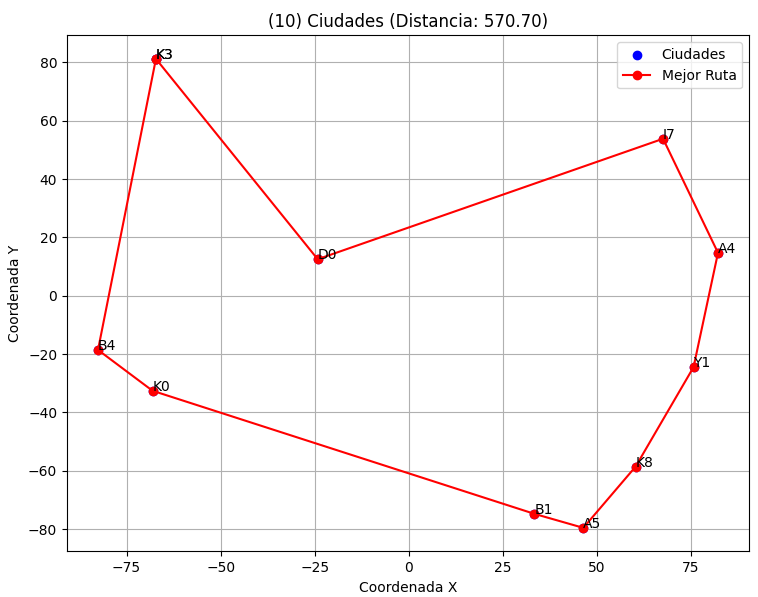 (10) Ciudades (Distancia: 570.70)
Ciudades
Mejor Ruta
K3
I7
D0
A4
B4
Y1
K0
K8
B1
A5
80
60
40
20
0
−20
−40
−60
−80
Coordenada Y
−75
−50
−25
0
25
50
75
Coordenada X